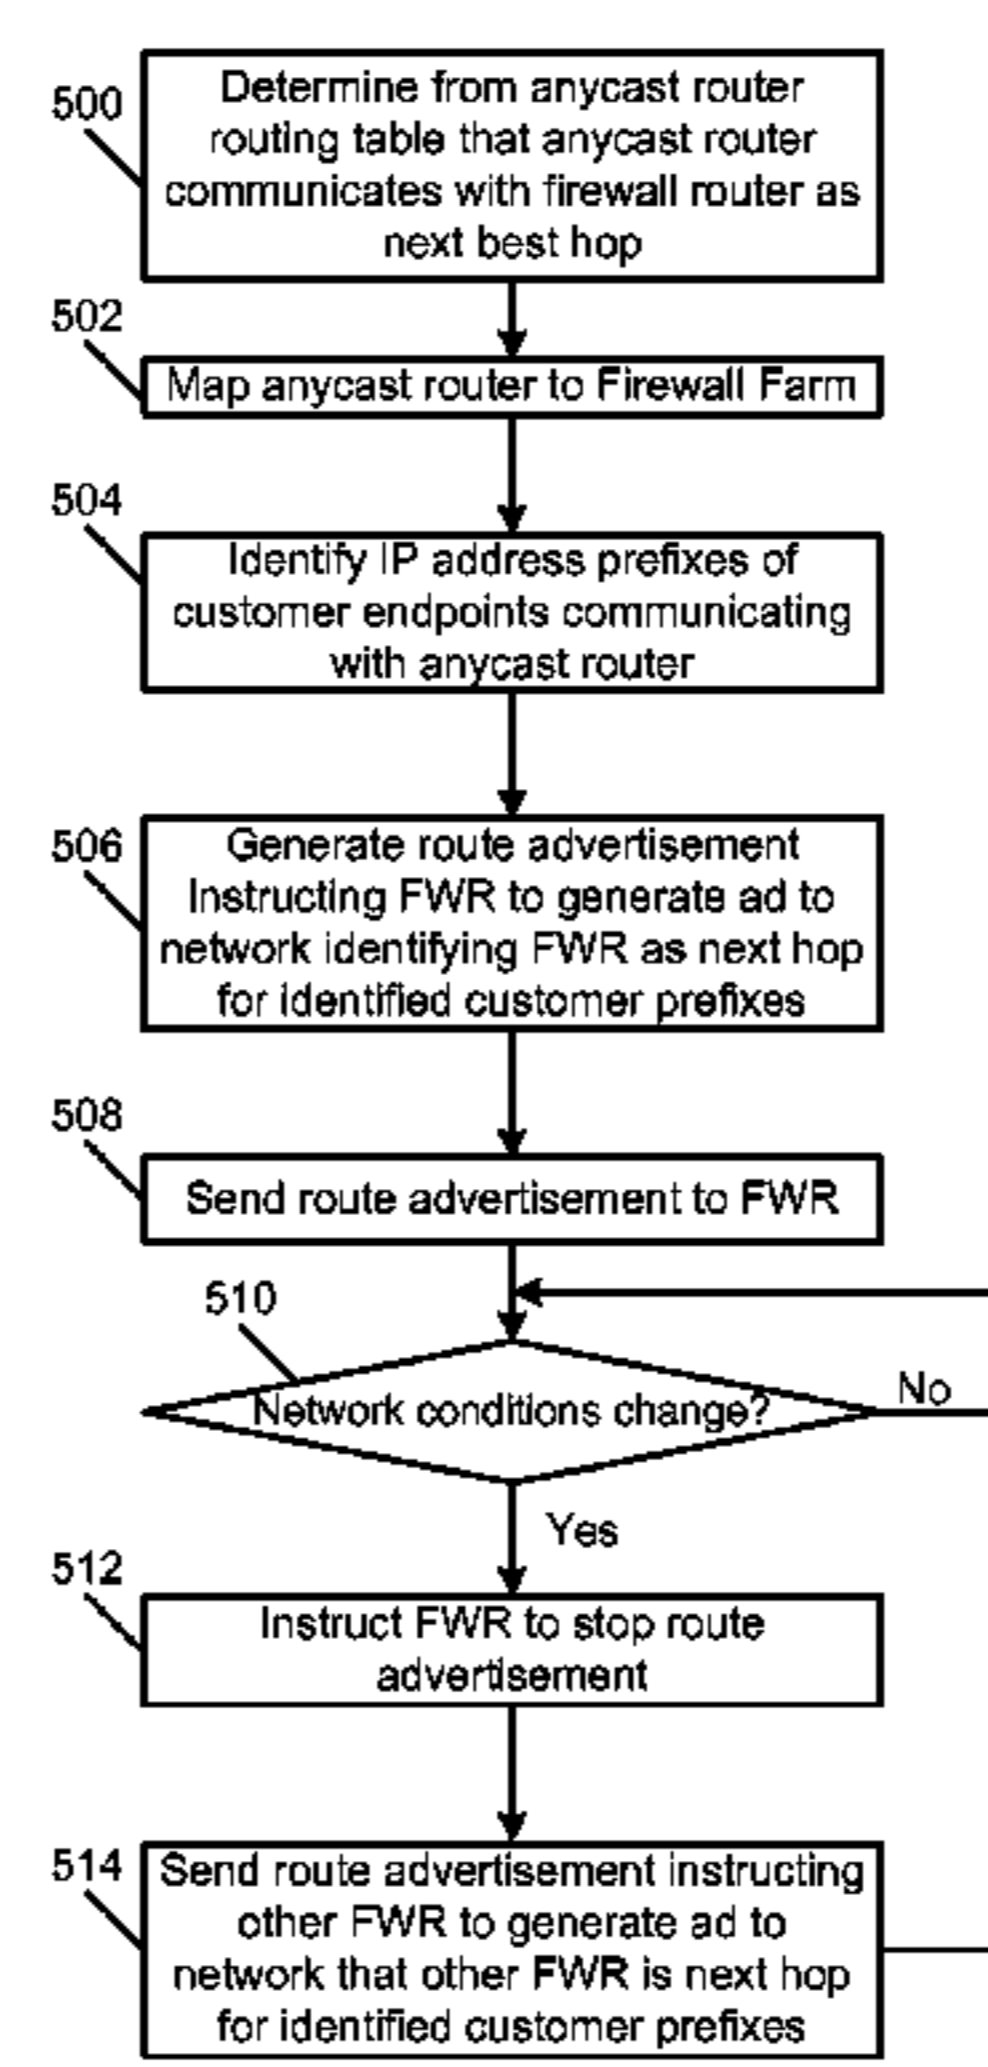 500
Determine from anycast router
routing table that anycast router
communicates with firewall router as
next best hop
502
Map anycast router to Firewall Farm
504
Identify IP address prefixes of
customer endpoints communicating
with anycast router
506
Generate route advertisement
Instructing FWR to generate ad to
network identifying FWR as next hop
for identified customer prefixes
508
Send route advertisement to FWR
510
Network conditions change?
No
Yes
512
Instruct FWR to stop route
advertisement
514
Send route advertisement instructing
other FWR to generate ad to
network that other FWR is next hop
for identified customer prefixes